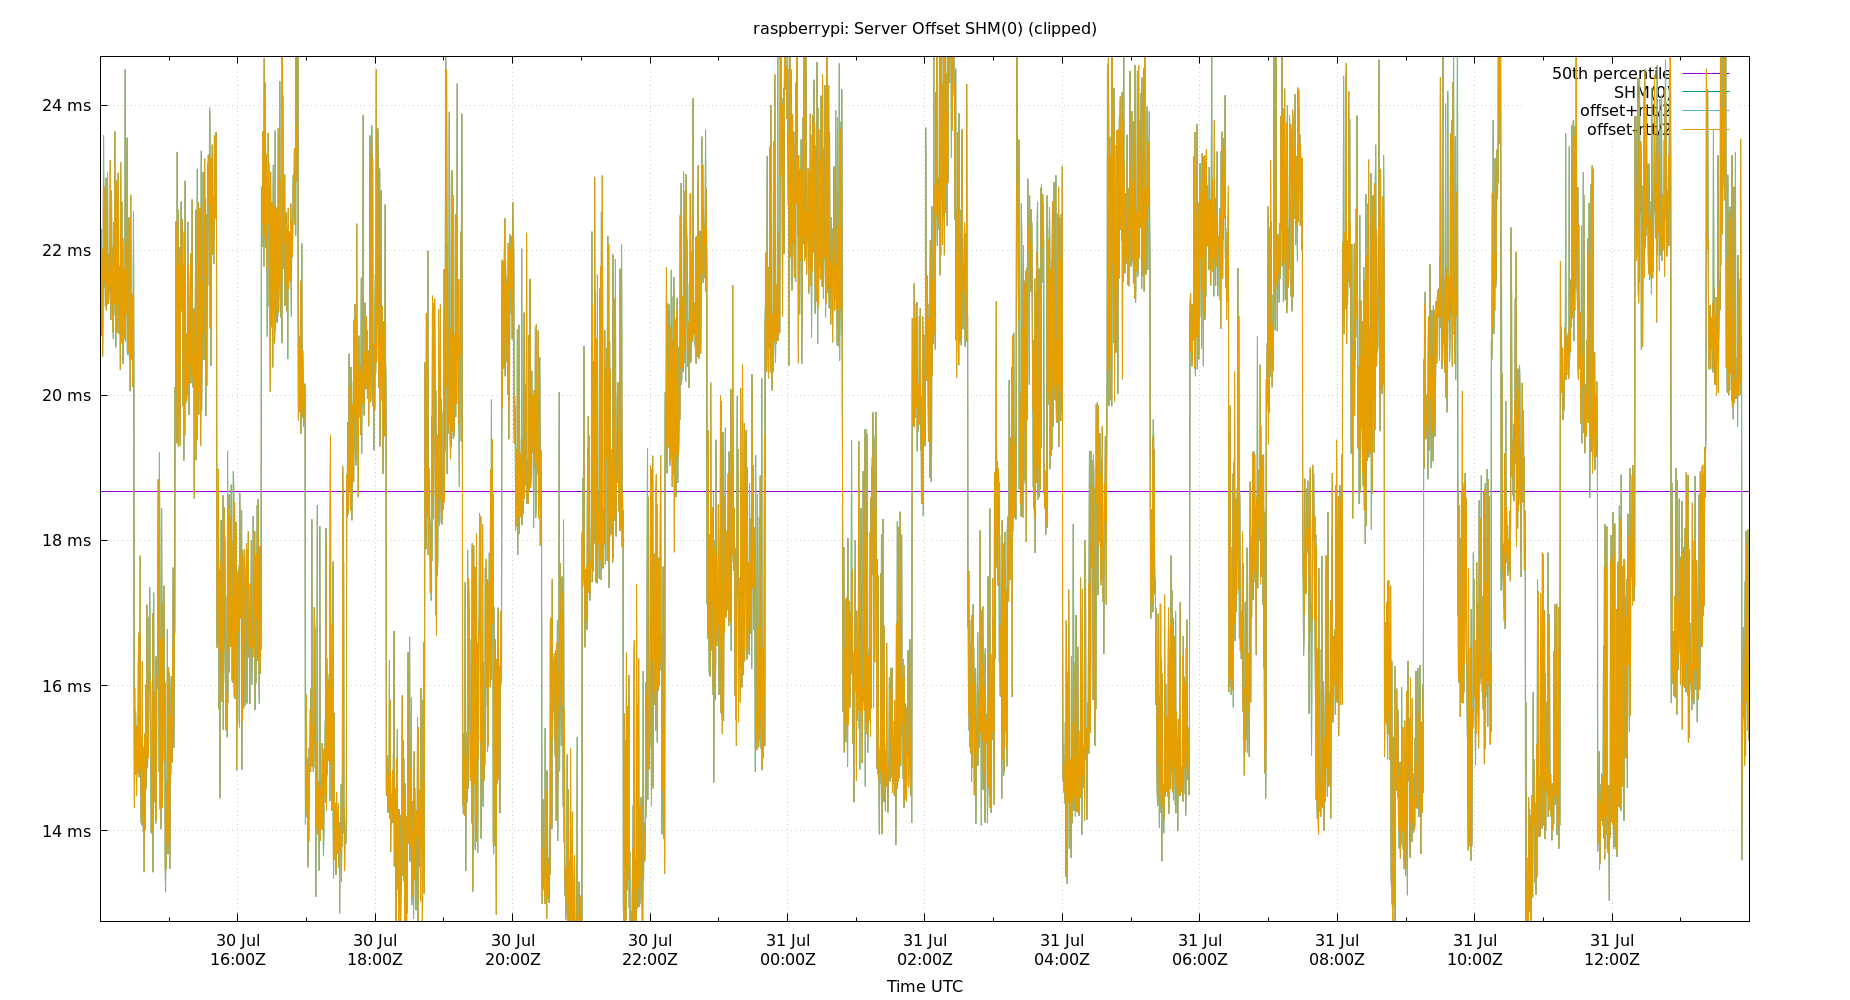 raspberrypi: Server Offset SHM(0) (clipped)
50th percentile
SHM(0)
offset+rtt/2
offset-rtt/2
24 ms
22 ms
20 ms
18 ms
16 ms
14 ms
30 Jul 30 Jul 30 Jul 30 Jul 31 Jul 31 Jul 31 Jul 31 Jul 31 Jul 31 Jul 31 Jul
16:00Z 18:00Z 20:00Z 22:00Z 00:00Z 02:00Z 04:00Z 06:00Z 08:00Z 10:00Z 12:00Z
Time UTC